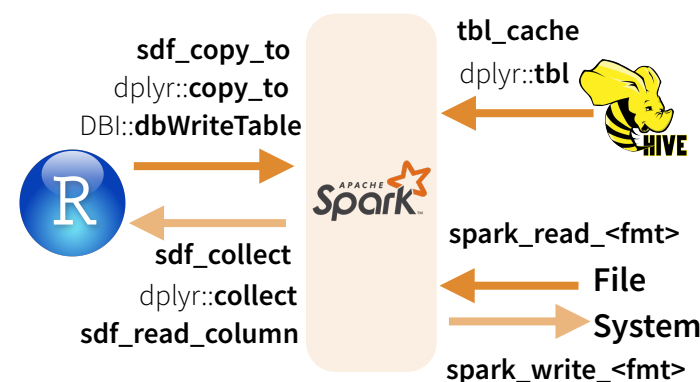 sdf_copy_to
dplyr::copy_to
DBI::dbWriteTable
R
sdf_collect
dplyr::collect
sdf_read_column
APACHE
Spark™
tbl_cache
dplyr::tbl
HIVE
spark_read_<fmt>
File
System
spark_write_<fmt>